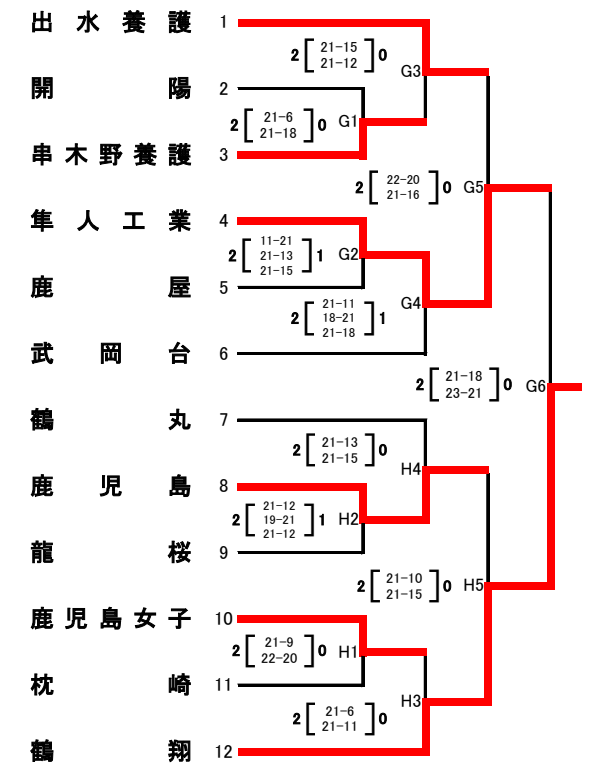 出水養護 1
2 21-15 0
21-12
G3
開陽 2
2 21-6 0
21-18
G1
串木野養護 3
2 22-20 0
21-16
G5
隼人工業 4
11-21
2 21-13 1
21-15
G2
鹿屋 5
21-11
2 18-21 1
21-18
G4
武岡台 6
2 21-18 0
23-21
G6
鶴丸 7
2 21-13 0
21-15
H4
鹿児島 8
21-12
2 19-21 1
21-12
H2
龍桜 9
2 21-10 0
21-15
H5
鹿児島女子 10
2 21-9 0
22-20
H1
枕崎 11
2 21-6 0
21-11
H3
鶴翔 12